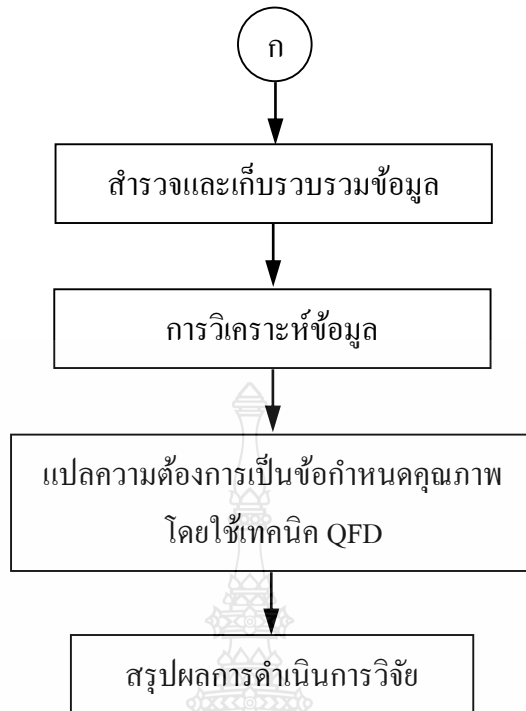 ก
สำรวจและเก็บรวบรวมข้อมูล
การวิเคราะห์ข้อมูล
แปลความต้องการเป็นข้อกำหนดคุณภาพ
โดยใช้เทคนิค QFD
สรุปผลการดำเนินการวิจัย